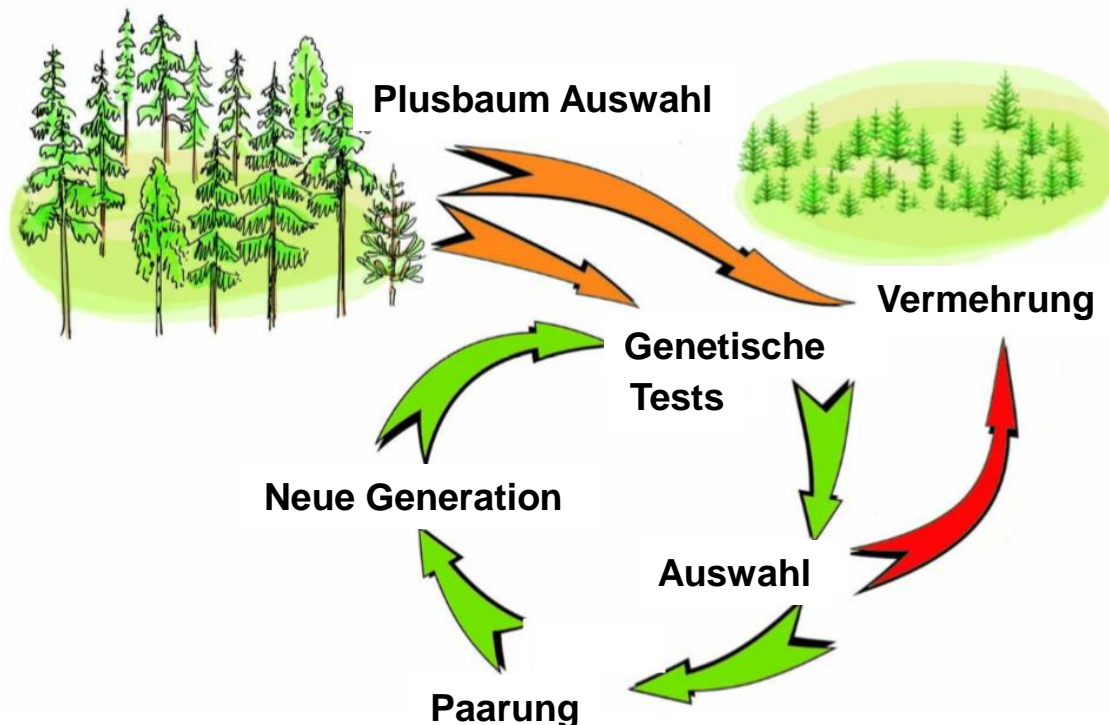 Plusbaum Auswahl
Vermehrung
Genetische
Tests
Neue Generation
Auswahl
Paarung